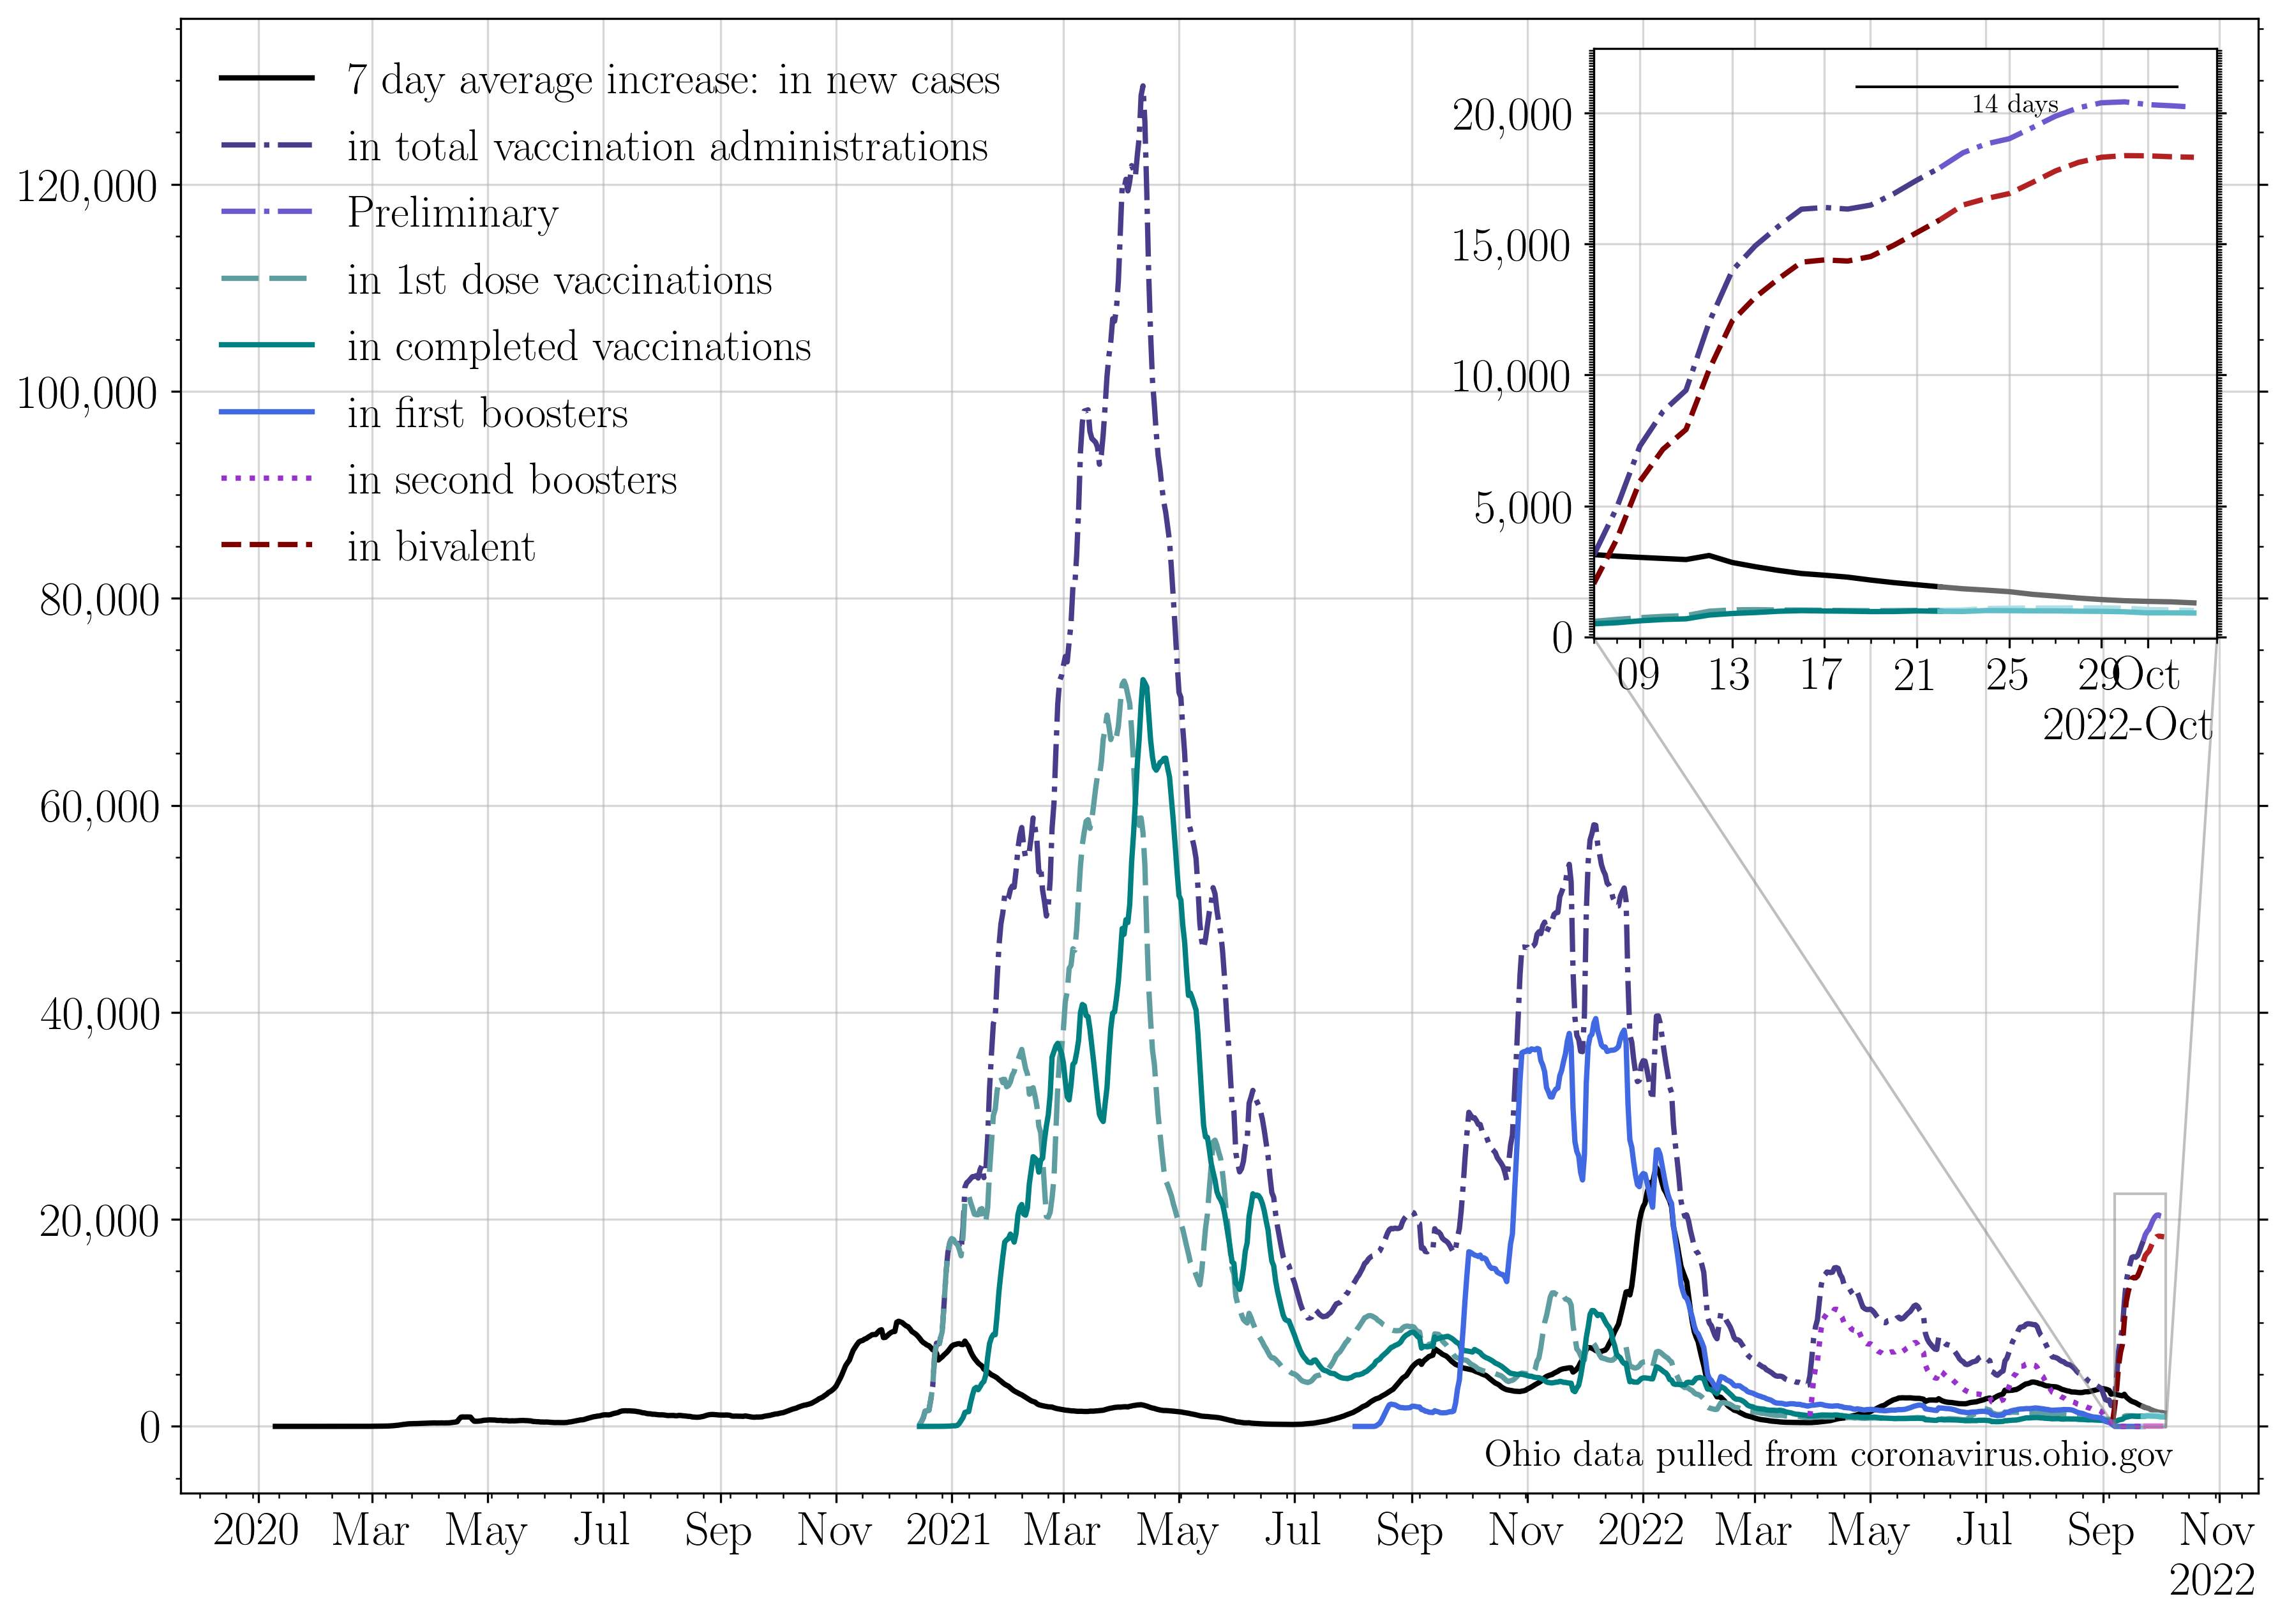 7 day average increase: in new cases
in total vaccination administrations
Preliminary
in 1st dose vaccinations
in completed vaccinations
in first boosters
in second boosters
in bivalent
120,000
100,000
80,000
60,000
40,000
20,000
0
14 days
20,000
15,000
10,000
5,000
0
09 13 17 21 25 29 Oct
2022-Oct
Ohio data pulled from coronavirus.ohio.gov
2020 Mar May Jul Sep Nov 2021 Mar May Jul Sep Nov 2022 Mar May Jul Sep Nov
2022